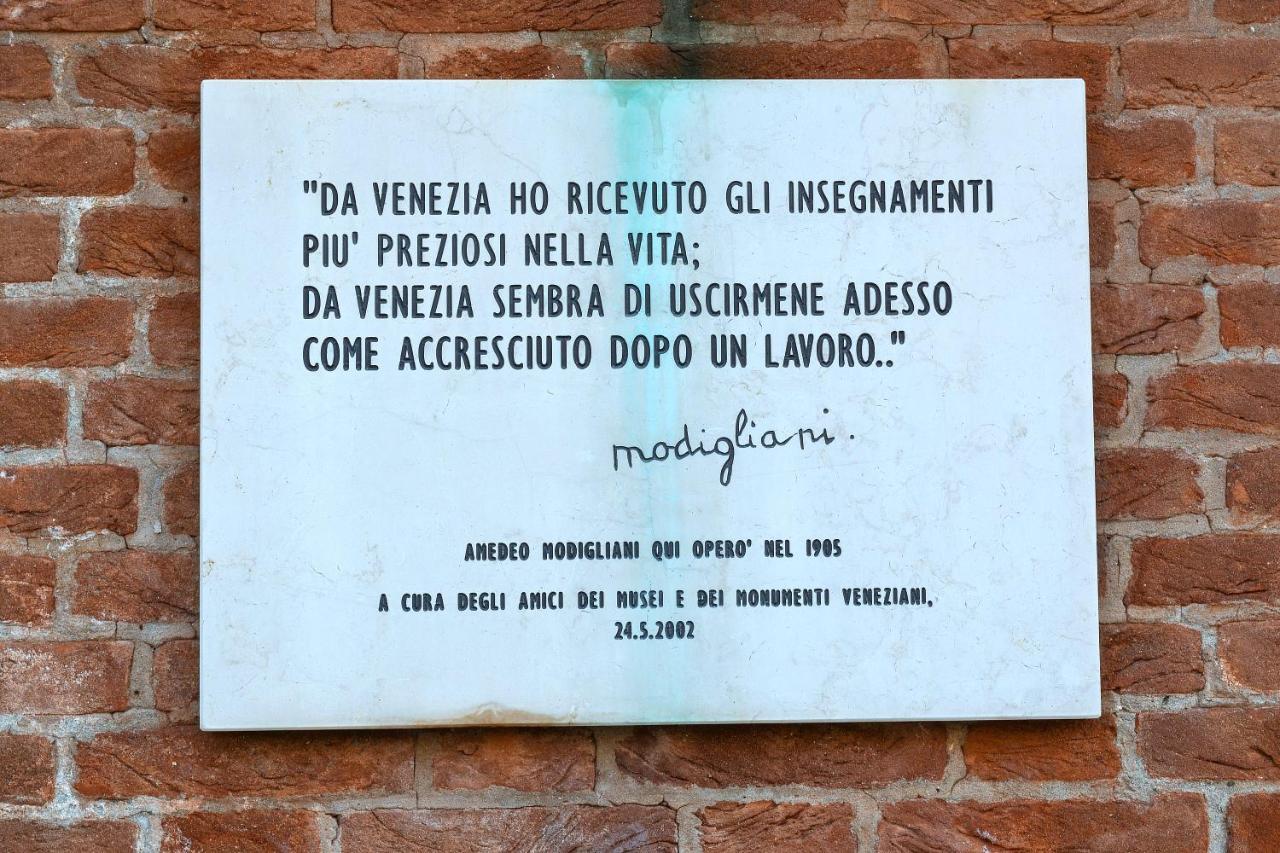 "DA VENEZIA HO RICEVUTO GLI INSEGNAMENTI
PIU' PREZIOSI NELLA VITA;
DA VENEZIA SEMBRA DI USCIRMENE ADESSO
COME ACCRESCIUTO DOPO UN LAVORO.."
modigliani.
AMEDEO MODIGLIANI QUI OPERO' NEL 1905
A CURA DEGLI AMICI DEI MUSEI E DEI MONUMENTI VENEZIANI,
24.5.2002